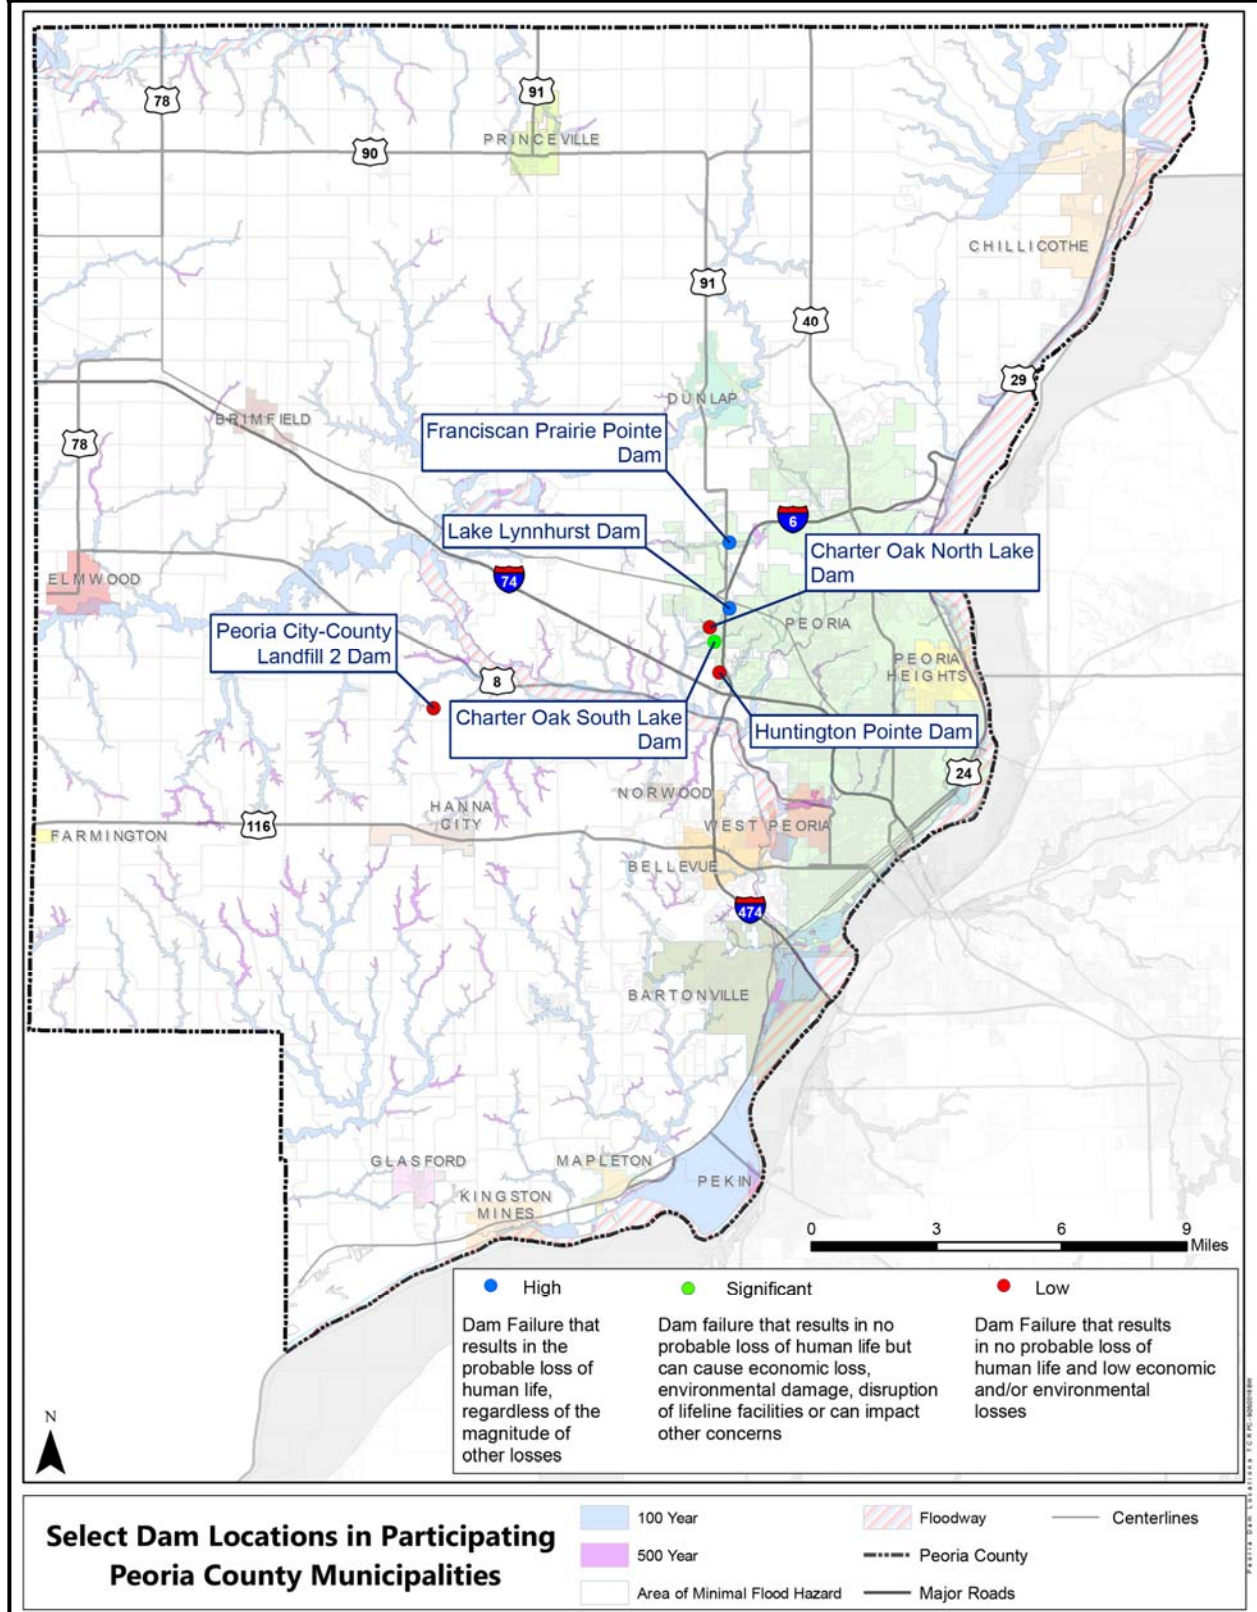 78
91
PRINCEVILLE
90
CHILLICOTHE
91
40
29
DUNLAP
BRIMFIELD
78
Franciscan Prairie Pointe
Dam
6
Lake Lynnhurst Dam
Charter Oak North Lake
Dam
74
ELMWOOD
PEORIA
Peoria City-County
Landfill 2 Dam
PEORIA
HEIGHTS
8
Charter Oak South Lake
Dam
Huntington Pointe Dam
24
NORWOOD
HANNA
CITY
116
FARMINGTON
WEST PEORIA
BELLEVUE
474
BARTONVILLE
GLASFORD
MAPLETON
PEKIN
KINGSTON
MINES
0 3 6 9
Miles
High
Dam Failure that
results in the
probable loss of
human life,
regardless of the
magnitude of
other losses
Significant
Dam failure that results in no
probable loss of human life but
can cause economic loss,
environmental damage, disruption
of lifeline facilities or can impact
other concerns
Low
Dam Failure that results
in no probable loss of
human life and low economic
and/or environmental
losses
N
Select Dam Locations in Participating
Peoria County Municipalities
100 Year
500 Year
Area of Minimal Flood Hazard
Floodway
Peoria County
Major Roads
Centerlines
Peoria Dam Locations